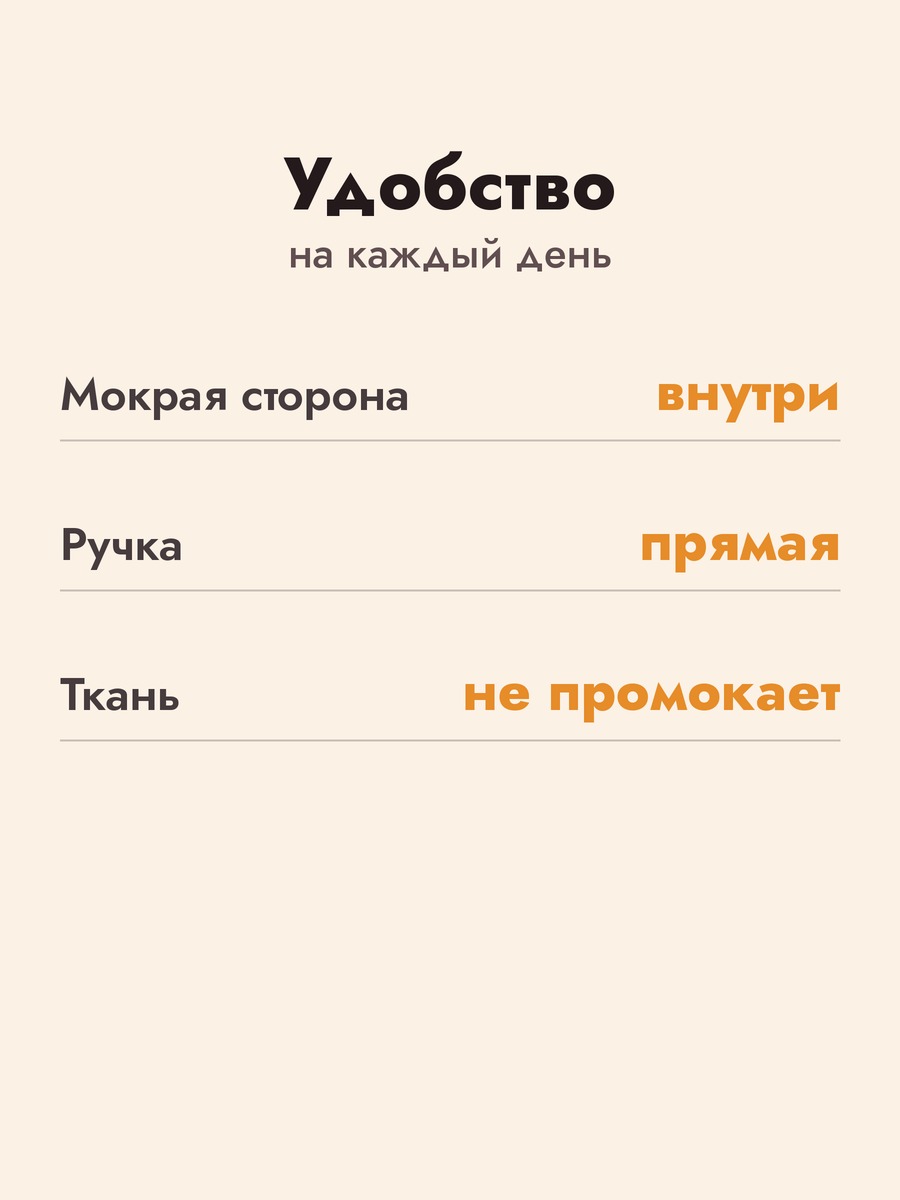 Удобство
на каждый день
Мокрая сторона внутри
Ручка прямая
Ткань не промокает